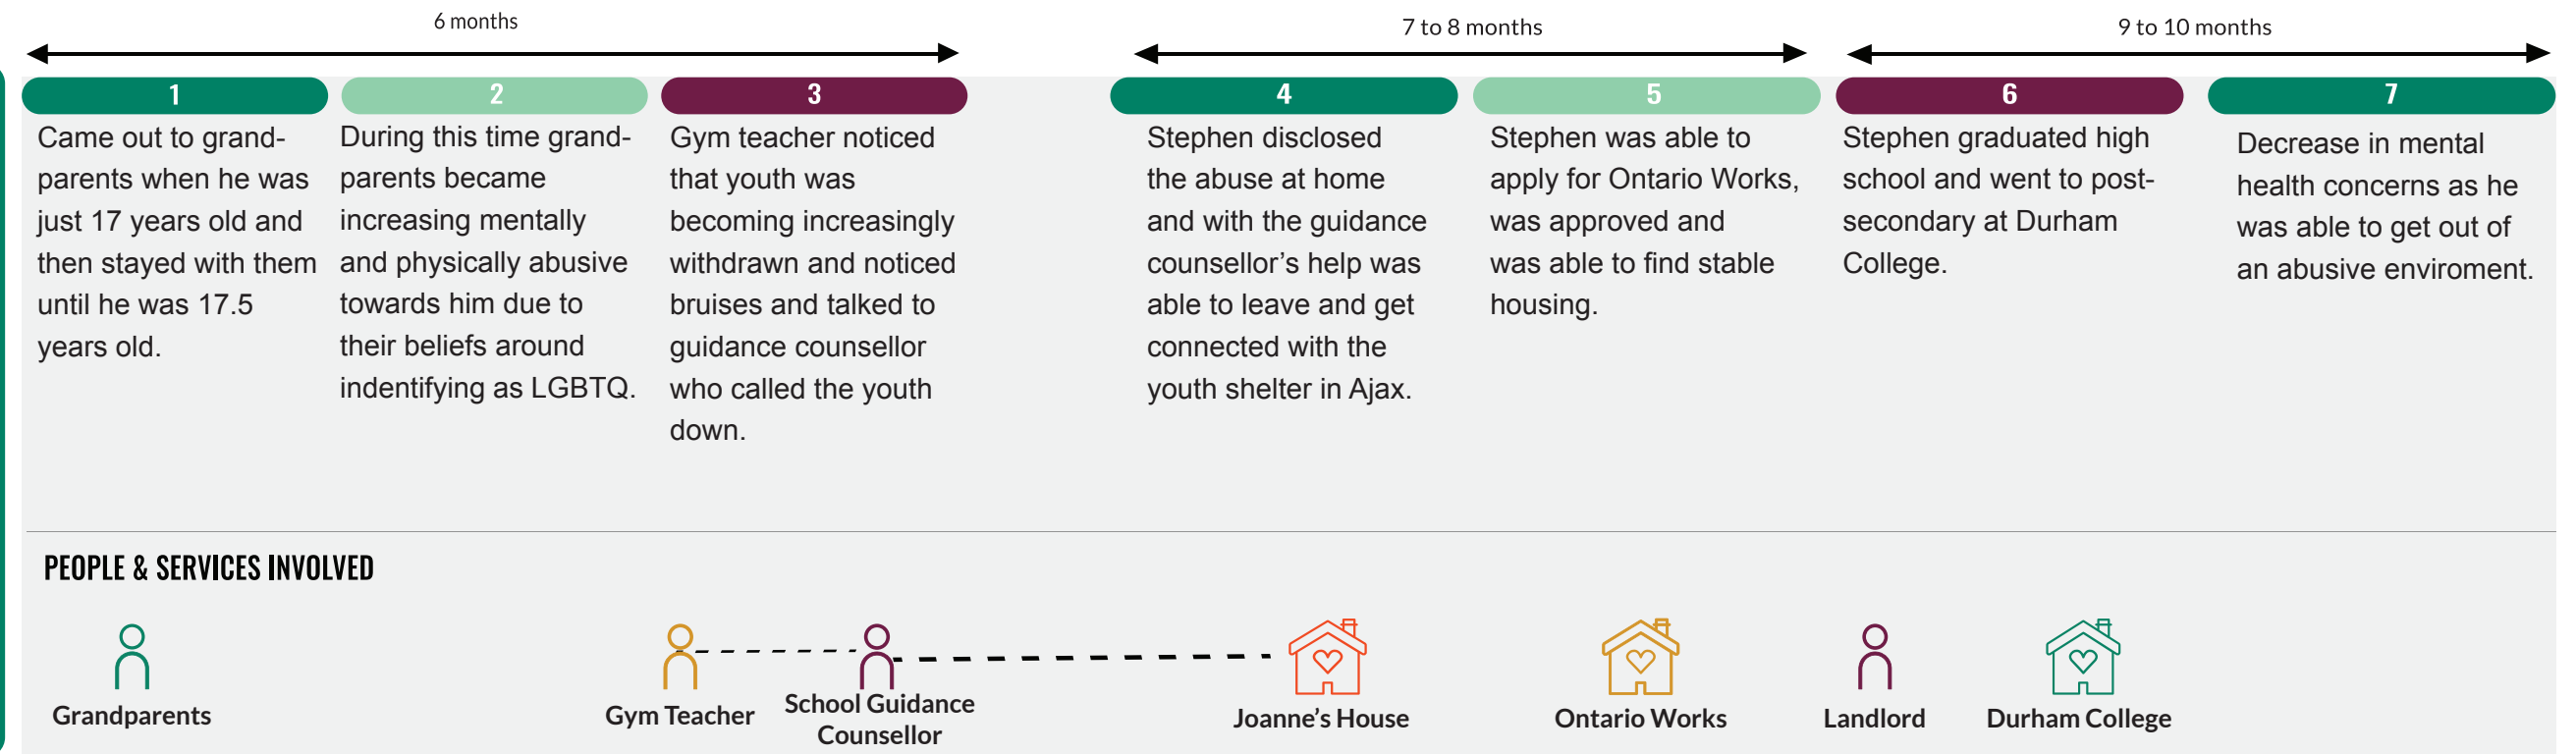 6 months
7 to 8 months
9 to 10 months
1
Came out to grand-
parents when he was
just 17 years old and
then stayed with them
until he was 17.5
years old.
2
During this time grand-
parents became
increasing mentally
and physically abusive
towards him due to
their beliefs around
indentifying as LGBTQ.
3
Gym teacher noticed
that youth was
becoming increasingly
withdrawn and noticed
bruises and talked to
guidance counsellor
who called the youth
down.
4
Stephen disclosed
the abuse at home
and with the guidance
counsellor’s help was
able to leave and get
connected with the
youth shelter in Ajax.
5
Stephen was able to
apply for Ontario Works,
was approved and
was able to find stable
housing.
6
Stephen graduated high
school and went to post-
secondary at Durham
College.
7
Decrease in mental
health concerns as he
was able to get out of
an abusive enviroment.
PEOPLE & SERVICES INVOLVED
Grandparents
Gym Teacher
School Guidance
Counsellor
Joanne’s House
Ontario Works
Landlord
Durham College